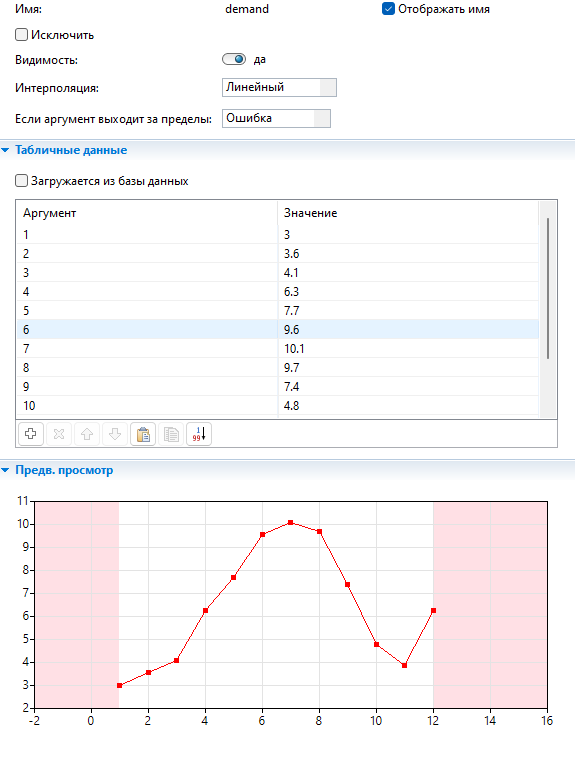 Имя: demand Отображать имя
Исключить
Видимость: да
Интерполяция: Линейный
Если аргумент выходит за пределы: Ошибка
Табличные данные
Загружается из базы данных
Аргумент Значение
1 3
2 3.6
3 4.1
4 6.3
5 7.7
6 9.6
7 10.1
8 9.7
9 7.4
10 4.8
1
99
Предв. просмотр
11
10
9
8
7
6
5
4
3
2
-2 0 2 4 6 8 10 12 14 16